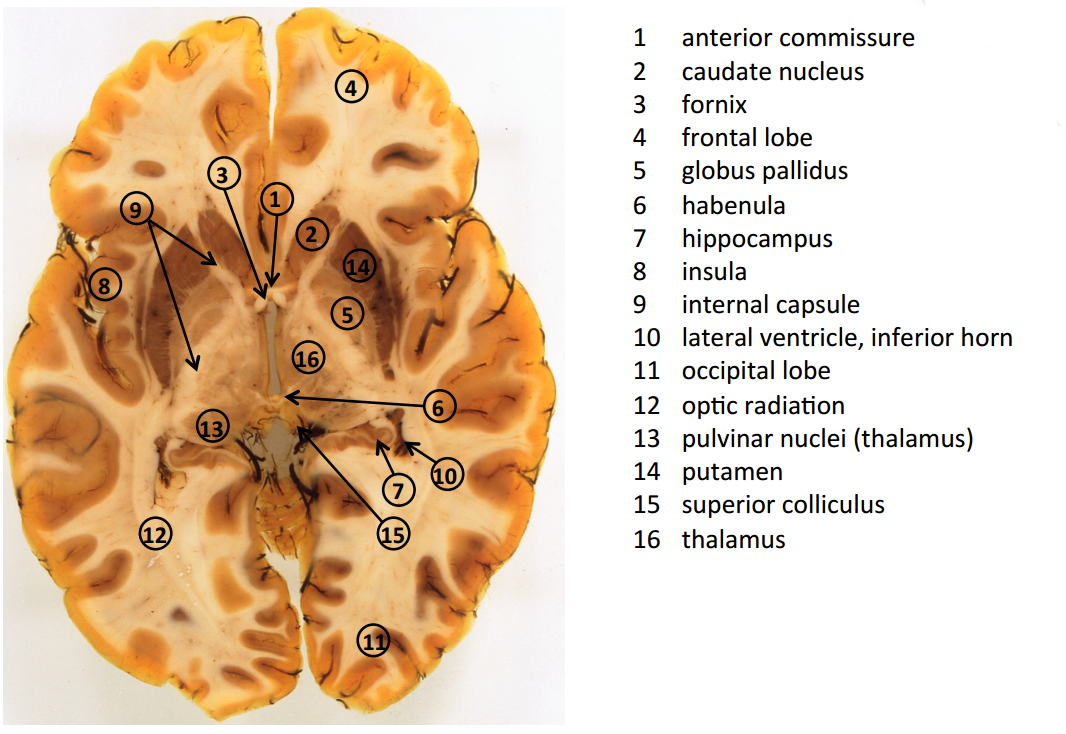 4
3
1
9
2
14
8
5
16
6
13
10
7
12
15
11
1 anterior commissure
2 caudate nucleus
3 fornix
4 frontal lobe
5 globus pallidus
6 habenula
7 hippocampus
8 insula
9 internal capsule
10 lateral ventricle, inferior horn
11 occipital lobe
12 optic radiation
13 pulvinar nuclei (thalamus)
14 putamen
15 superior colliculus
16 thalamus